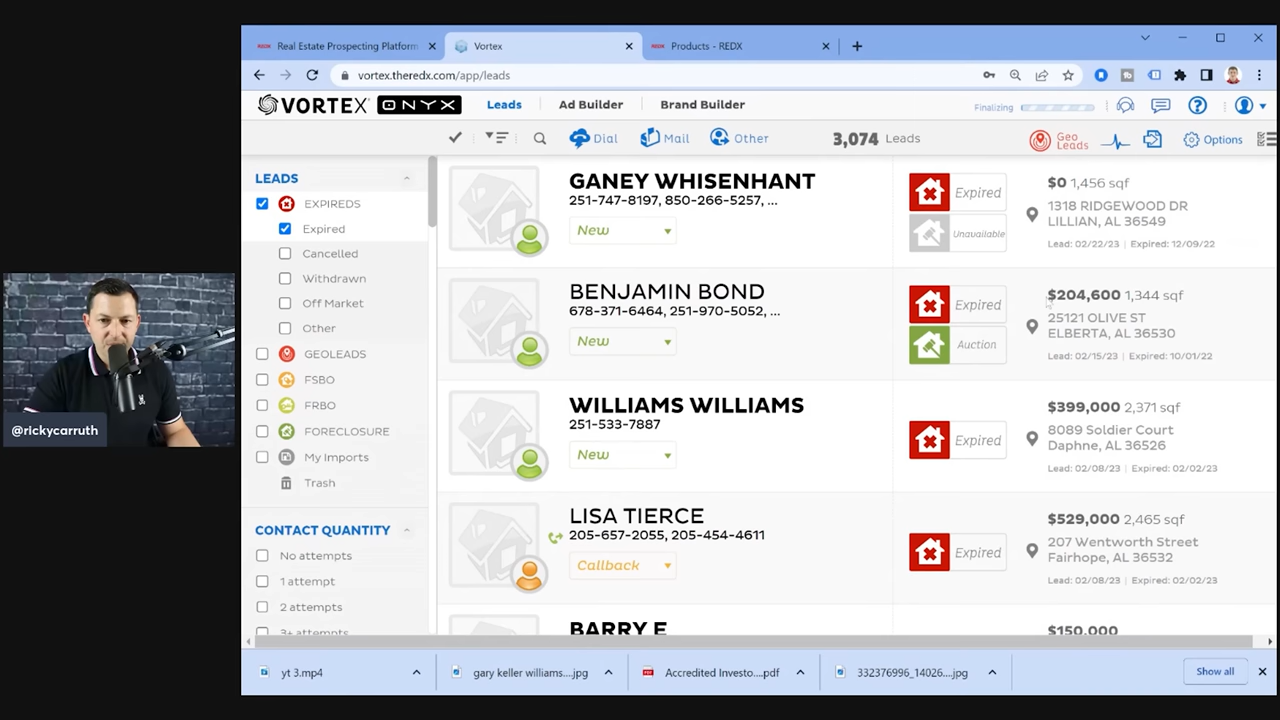 Real Estate Prospecting Platform
Vortex
Products - REDX
vortex.theredx.com/app/leads
VORTEX ONYX
Leads
Ad Builder
Brand Builder
Finalizing
Dial
Mail
Other
3,074 Leads
Geo Leads
Options
LEADS
EXPIREDS
Expired
Cancelled
Withdrawn
Off Market
Other
GEOLEADS
FSBO
FRBO
FORECLOSURE
My Imports
Trash
CONTACT QUANTITY
No attempts
1 attempt
2 attempts
3+ attempts
GANEY WHISENHANT
251-747-8197, 850-266-5257, ...
New
Expired
Unavailable
$0 1,456 sqf
1318 RIDGEWOOD DR
LILLIAN, AL 36549
Lead: 02/22/23 | Expired: 12/09/22
BENJAMIN BOND
678-371-6464, 251-970-5052, ...
New
Expired
Auction
$204,600 1,344 sqf
25121 OLIVE ST
ELBERTA, AL 36530
Lead: 02/15/23 | Expired: 10/01/22
WILLIAMS WILLIAMS
251-533-7887
New
Expired
$399,000 2,371 sqf
8089 Soldier Court
Daphne, AL 36526
Lead: 02/08/23 | Expired: 02/02/23
LISA TIERCE
205-657-2055, 205-454-4611
Callback
Expired
$529,000 2,465 sqf
207 Wentworth Street
Fairhope, AL 36532
Lead: 02/08/23 | Expired: 02/02/23
BARRY E
$150,000
@rickycarruth
yt 3.mp4
gary keller williams....jpg
Accredited Investo....pdf
332376996_14026...jpg
Show all